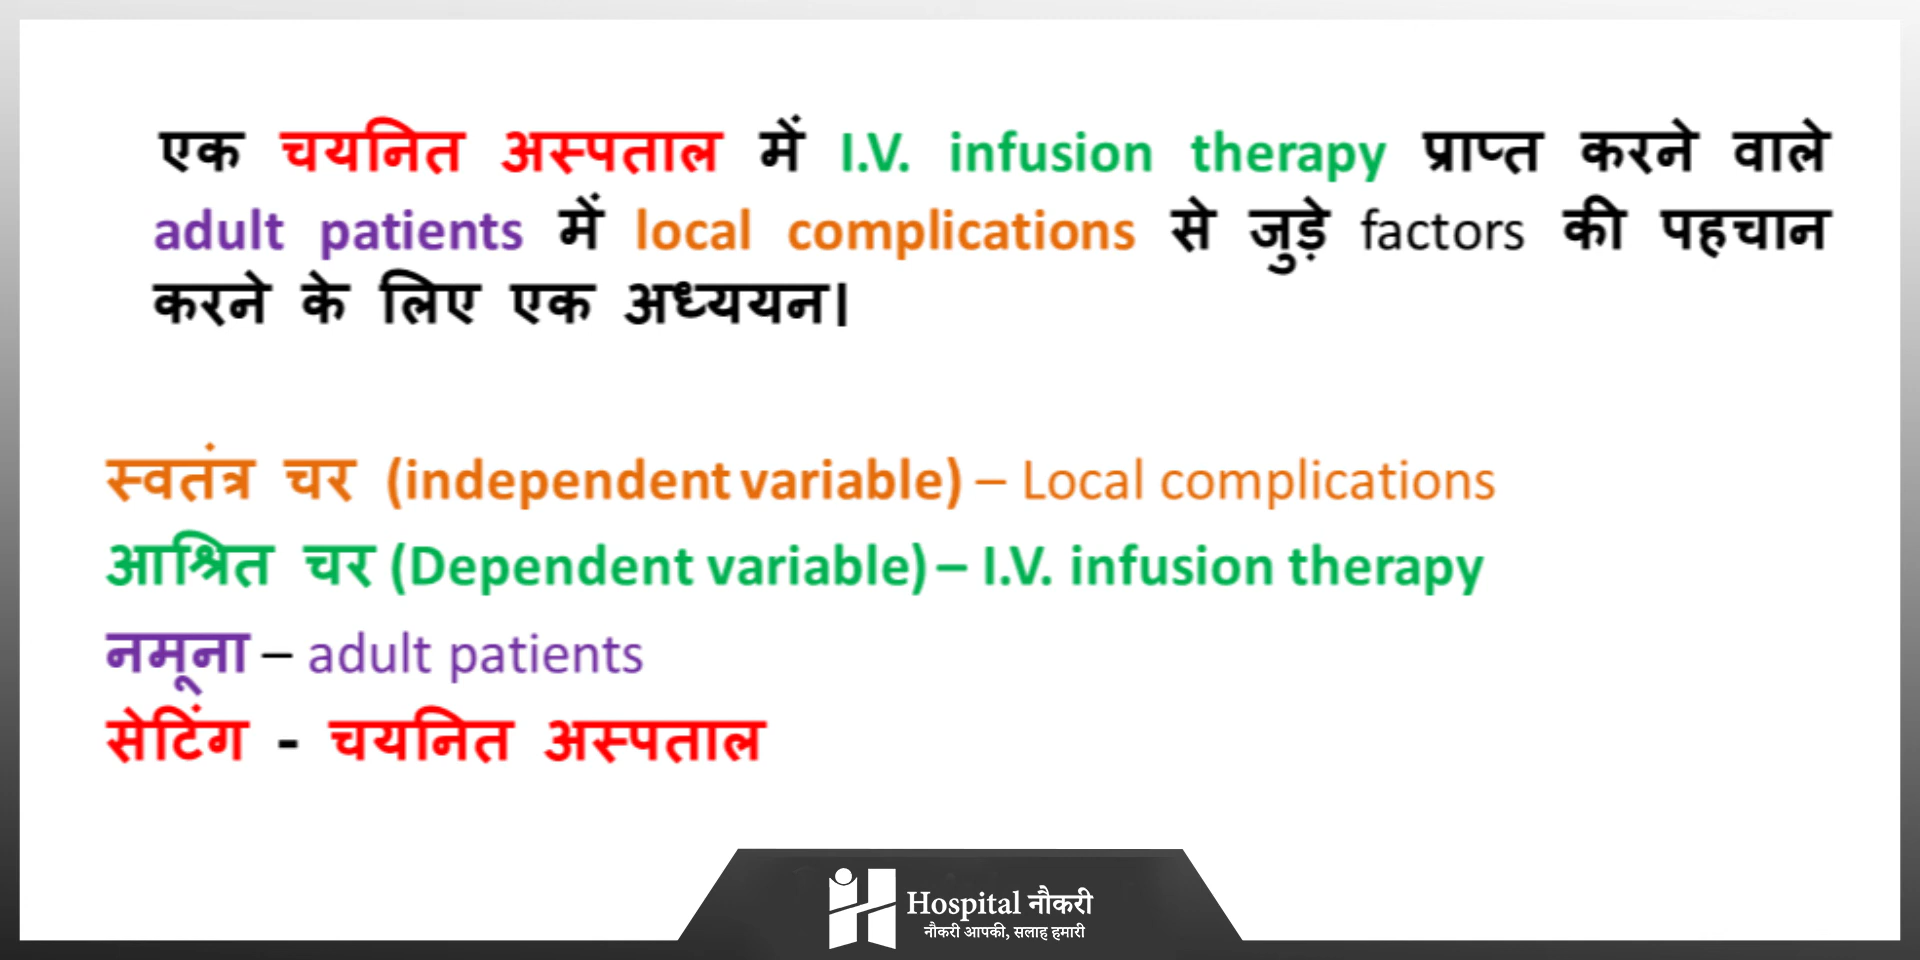 एक चयनित अस्पताल में I.V. infusion therapy प्राप्त करने वाले
adult patients में local complications से जुड़े factors की पहचान
करने के लिए एक अध्ययन।
स्वतंत्र चर (independent variable) – Local complications
आश्रित चर (Dependent variable) – I.V. infusion therapy
नमूना – adult patients
सेटिंग - चयनित अस्पताल
Hospital नौकरी
नौकरी आपकी, सलाह हमारी